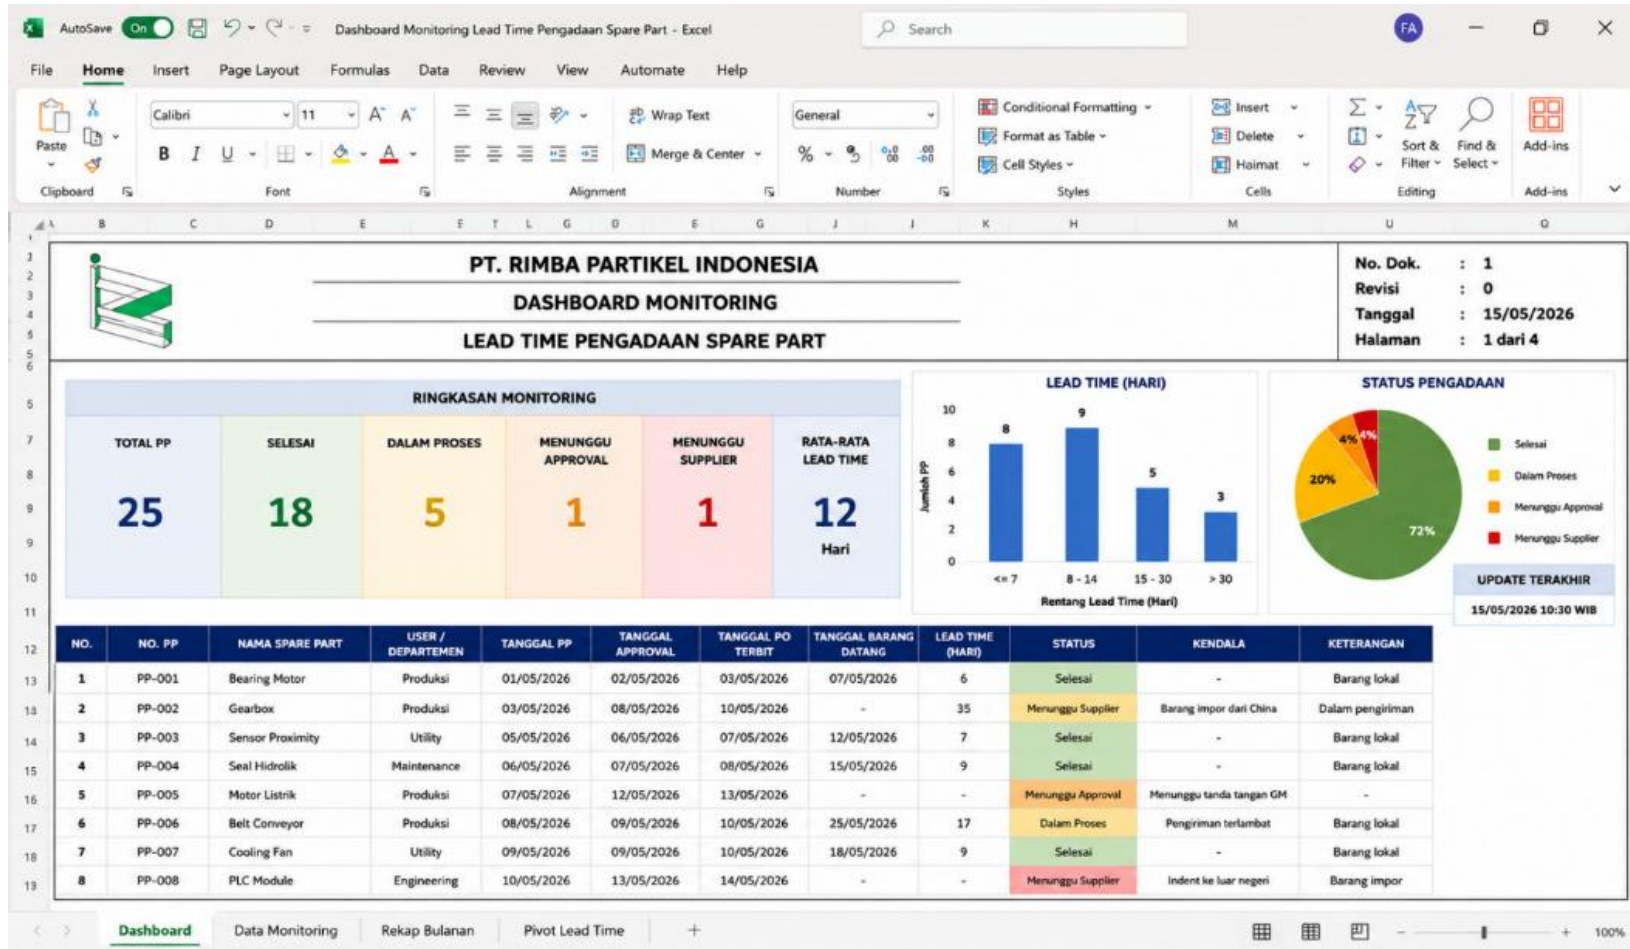 AutoSave On Dashboard Monitoring Lead Time Pengadaan Spare Part - Excel Search FA
File Home Insert Page Layout Formulas Data Review View Automate Help
Paste
Clipboard
Calibri 11 A A
B I U A
Font
Wrap Text
Merge & Center
Alignment
General
% 
Number
Conditional Formatting
Format as Table
Cell Styles
Styles
Insert
Delete
Haimat
Cells
Sort & Filter
Find & Select
Editing
Add-ins
Add-ins
B C D E F T L G D E G J J K H M U Q
PT. RIMBA PARTIKEL INDONESIA
DASHBOARD MONITORING
LEAD TIME PENGADAAN SPARE PART
No. Dok. : 1
Revisi : 0
Tanggal : 15/05/2026
Halaman : 1 dari 4
RINGKASAN MONITORING
TOTAL PP
25
SELESAI
18
DALAM PROSES
5
MENUNGGU APPROVAL
1
MENUNGGU SUPPLIER
1
RATA-RATA LEAD TIME
12
Hari
LEAD TIME (HARI)
Jumleh PP
10
8
6
4
2
0
8 9 5 3
<= 7 8 - 14 15 - 30 > 30
Rentang Lead Time (Hari)
STATUS PENGADAAN
4% 4%
20%
72%
Selesai
Dalam Proses
Menunggu Approval
Menunggu Supplier
UPDATE TERAKHIR
15/05/2026 10:30 WIB
NO. NO. PP NAMA SPARE PART USER / DEPARTEMEN TANGGAL PP TANGGAL APPROVAL TANGGAL PO TERBIT TANGGAL BARANG DATANG LEAD TIME (HARI) STATUS KENDALA KETERANGAN
1 PP-001 Bearing Motor Produksi 01/05/2026 02/05/2026 03/05/2026 07/05/2026 6 Selesai - Barang lokal
2 PP-002 Gearbox Produksi 03/05/2026 08/05/2026 10/05/2026 - 35 Menunggu Supplier Barang impor dari China Dalam pengiriman
3 PP-003 Sensor Proximity Utility 05/05/2026 06/05/2026 07/05/2026 12/05/2026 7 Selesai - Barang lokal
4 PP-004 Seal Hidrolik Maintenance 06/05/2026 07/05/2026 08/05/2026 15/05/2026 9 Selesai - Barang lokal
5 PP-005 Motor Listrik Produksi 07/05/2026 12/05/2026 13/05/2026 - - Menunggu Approval Menunggu tanda tangan GM -
6 PP-006 Belt Conveyor Produksi 08/05/2026 09/05/2026 10/05/2026 25/05/2026 17 Dalam Proses Pengiriman terlambat Barang lokal
7 PP-007 Cooling Fan Utility 09/05/2026 09/05/2026 10/05/2026 18/05/2026 9 Selesai - Barang lokal
8 PP-008 PLC Module Engineering 10/05/2026 13/05/2026 14/05/2026 - - Menunggu Supplier Indent ke luar negeri Barang impor
Dashboard Data Monitoring Rekap Bulanan Pivot Lead Time + 100%